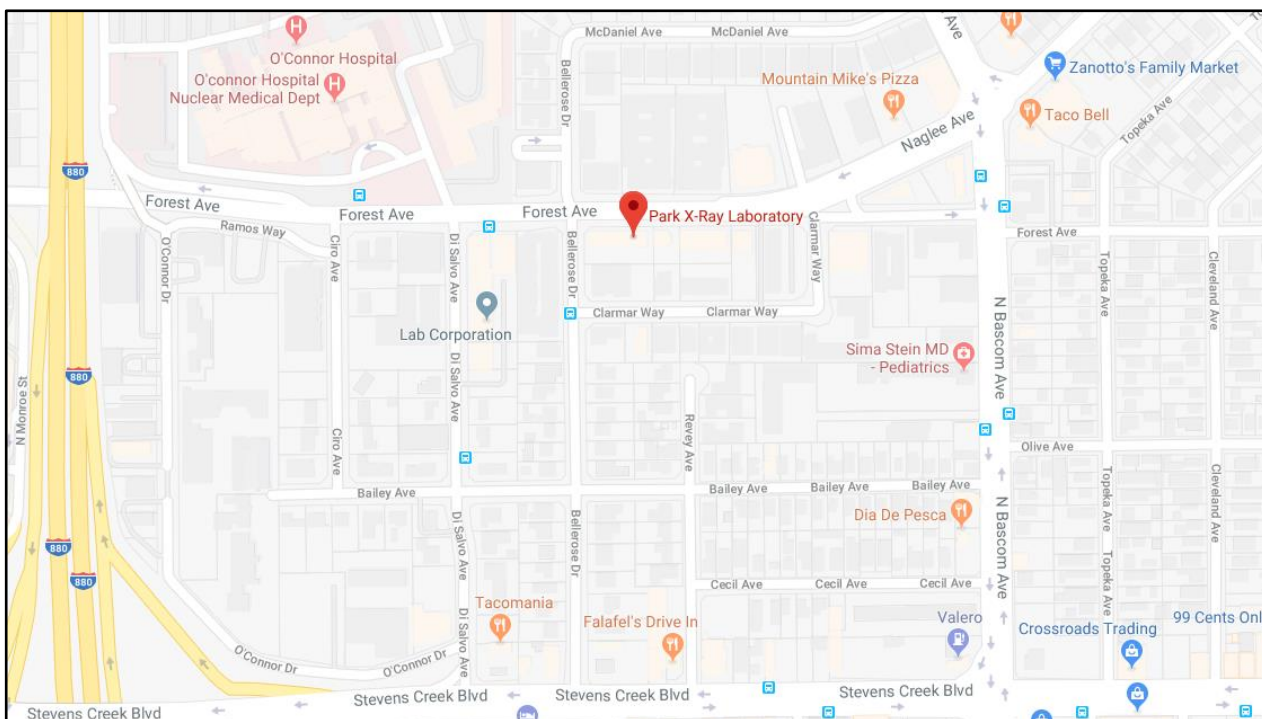 McDaniel Ave
McDaniel Ave
O'Connor Hospital
O'connor Hospital
Nuclear Medical Dept
Bellerose Dr
Ave
Mountain Mike's Pizza
Zanotto's Family Market
Taco Bell
Topeka Ave
Naglee Ave
880
Forest Ave
Forest Ave
Forest Ave
Park X-Ray Laboratory
Ramos Way
Forest Ave
O'Connor Dr
Ciro Ave
Di Salvo Ave
Bellerose Dr
Clarmar Way
Topeka Ave
Cleveland Ave
Lab Corporation
Clarmar Way
Clarmar Way
N Bascom Ave
Sima Stein MD
- Pediatrics
880
N Monroe St
Di Salvo Ave
Revey Ave
Ciro Ave
Olive Ave
Bailey Ave
Bailey Ave
Bailey Ave
Bailey Ave
Topeka Ave
Cleveland Ave
Dia De Pesca
N Bascom Ave
Di Salvo Ave
Bellerose Dr
880
880
Cecil Ave
Cecil Ave
Cecil Ave
Topeka Ave
Tacomania
Falafel's Drive In
Valero
Di Salvo Ave
99 Cents Onl
Crossroads Trading
O'Connor Dr
O'Connor Dr
Stevens Creek Blvd
Stevens Creek Blvd
Stevens Creek Blvd
Stevens Creek Blvd